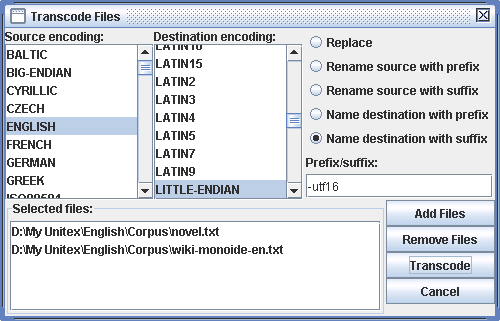 Transcode Files
Source encoding:
BALTIC
BIG-ENDIAN
CYRILLIC
CZECH
ENGLISH
FRENCH
GERMAN
GREEK
Destination encoding:
LATIN10
LATIN15
LATIN2
LATIN3
LATIN4
LATIN5
LATIN7
LATIN9
LITTLE-ENDIAN
Replace
Rename source with prefix
Rename source with suffix
Name destination with prefix
Name destination with suffix
Prefix/suffix:
-utf16
Selected files:
D:\My Unitex\English\Corpus\novel.txt
D:\My Unitex\English\Corpus\wiki-monoide-en.txt
Add Files
Remove Files
Transcode
Cancel